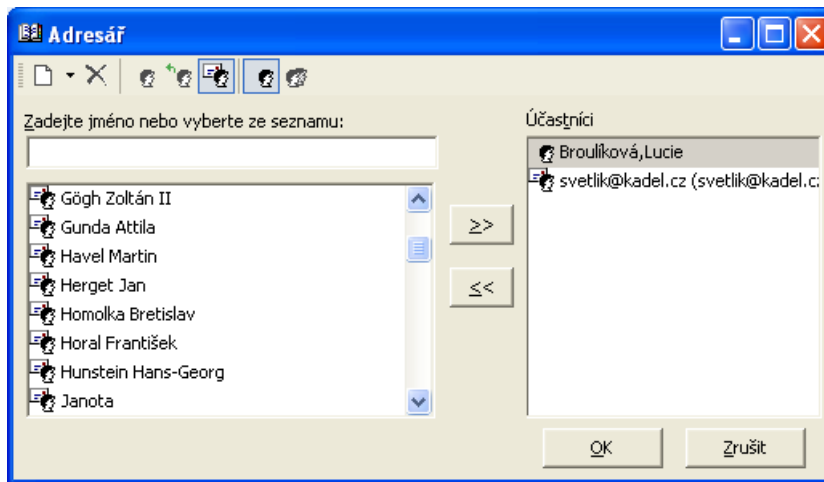 Adresář
Zadejte jméno nebo vyberte ze seznamu:
Gögh Zoltán II
Gunda Attila
Havel Martin
Herget Jan
Homolka Bretislav
Horal František
Hunstein Hans-Georg
Janota
>>
<<
Účastníci
Broulíková,Lucie
svetlik@kadel.cz (svetlik@kadel.c
OK
Zrušit